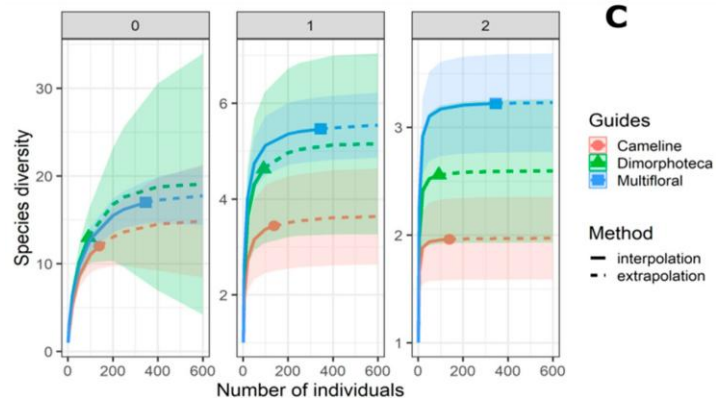 C
0 1 2
Species diversity
30
20
10
0
6
4
2
3
2
1
0 200 400 600 0 200 400 600 0 200 400 600
Number of individuals
Guides
Cameline
Dimorphoteca
Multifloral
Method
interpolation
extrapolation